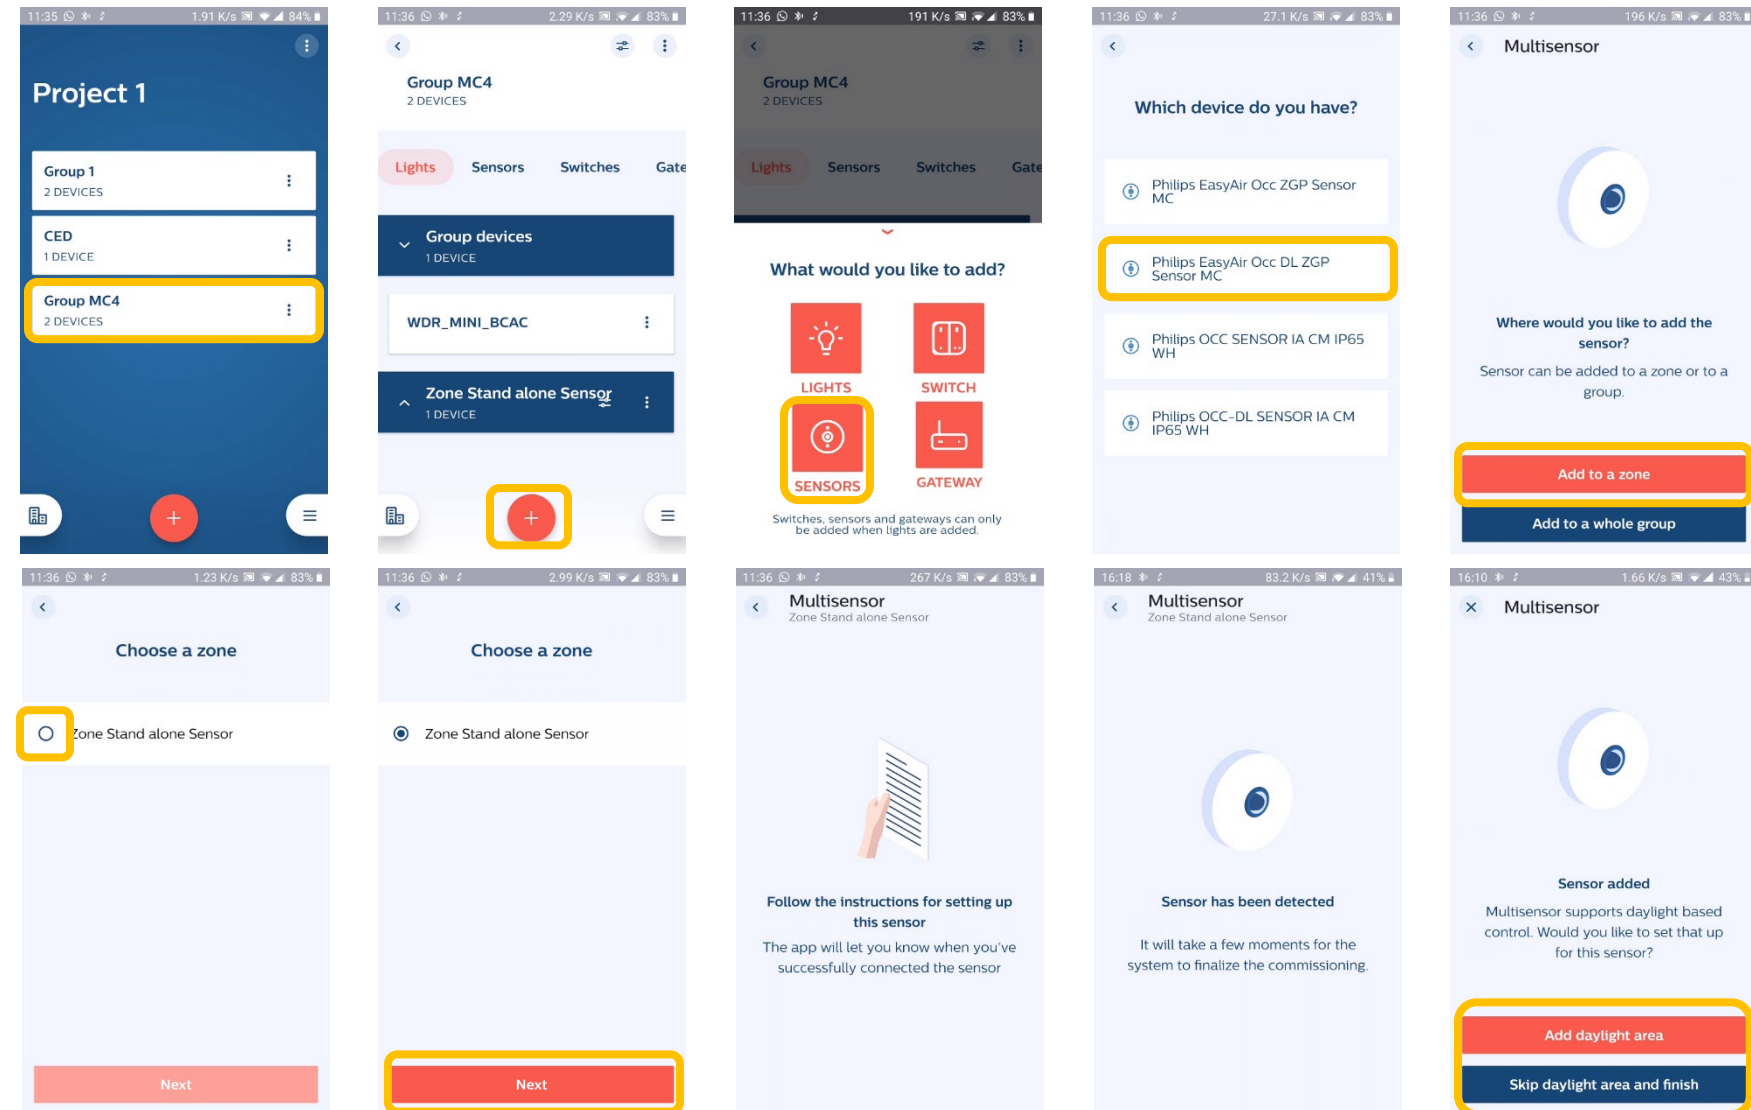 11:35
1.91 K/s
84%
Project 1
Group 1
2 DEVICES
CED
1 DEVICE
Group MC4
2 DEVICES
11:36
2.29 K/s
83%
Group MC4
2 DEVICES
Lights Sensors Switches Gate
Group devices
1 DEVICE
WDR_MINI_BCAC
Zone Stand alone Sensor
1 DEVICE
11:36
191 K/s
83%
Group MC4
2 DEVICES
Lights Sensors Switches Gate
What would you like to add?
LIGHTS SWITCH
SENSORS GATEWAY
Switches, sensors and gateways can only
be added when lights are added.
11:36
27.1 K/s
83%
Which device do you have?
Philips EasyAir Occ ZGP Sensor
MC
Philips EasyAir Occ DL ZGP
Sensor MC
Philips OCC SENSOR IA CM IP65
WH
Philips OCC-DL SENSOR IA CM
IP65 WH
11:36
196 K/s
83%
Multisensor
Where would you like to add the
sensor?
Sensor can be added to a zone or to a
group.
Add to a zone
Add to a whole group
11:36
1.23 K/s
83%
Choose a zone
Zone Stand alone Sensor
Next
11:36
2.99 K/s
83%
Choose a zone
Zone Stand alone Sensor
Next
11:36
267 K/s
83%
Multisensor
Zone Stand alone Sensor
Follow the instructions for setting up
this sensor
The app will let you know when you've
successfully connected the sensor
16:18
83.2 K/s
41%
Multisensor
Zone Stand alone Sensor
Sensor has been detected
It will take a few moments for the
system to finalize the commissioning.
16:10
1.66 K/s
43%
Multisensor
Sensor added
Multisensor supports daylight based
control. Would you like to set that up
for this sensor?
Add daylight area
Skip daylight area and finish